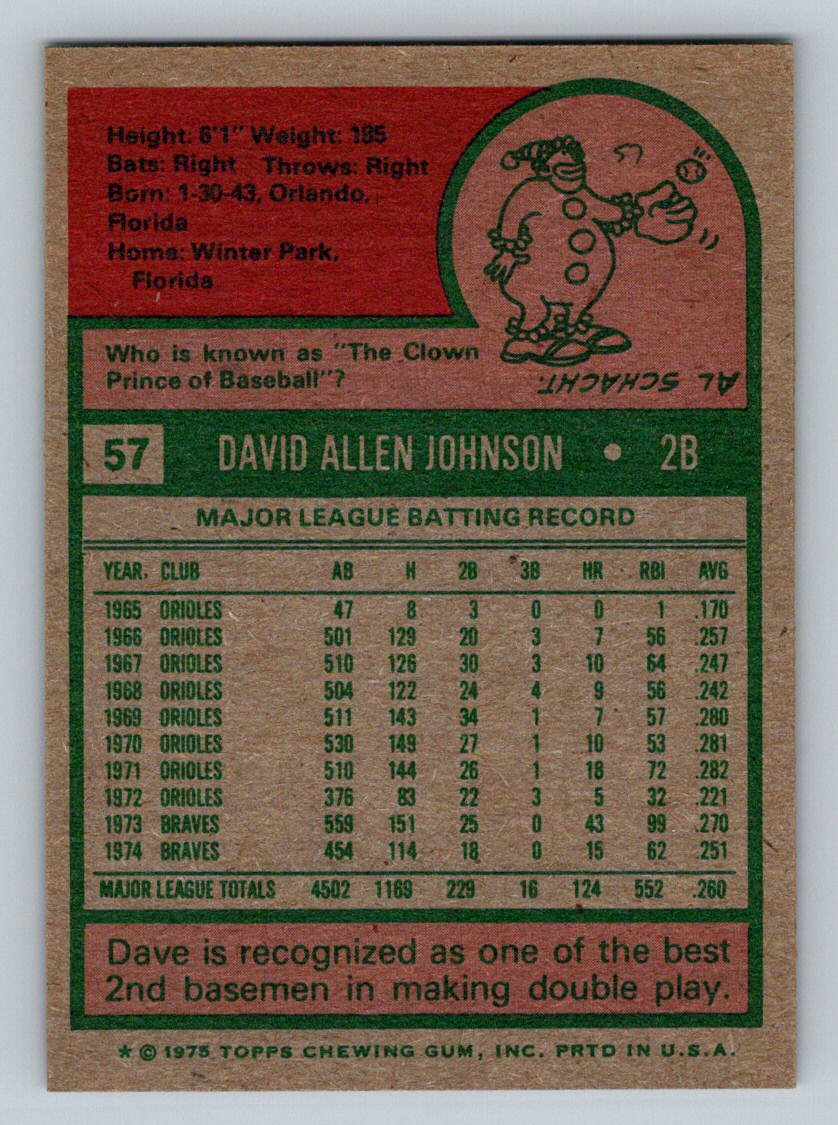 Height: 6'1" Weight: 185
Bats: Right Throws: Right
Born: 1-30-43, Orlando,
Florida
Home: Winter Park,
Florida
57
Who is known as "The Clown
Prince of Baseball"?
AL SCHACHT.
57 DAVID ALLEN JOHNSON • 2B
MAJOR LEAGUE BATTING RECORD
YEAR CLUB AB H 2B 3B HR RBI AVG
1965 ORIOLES 47 8 3 0 0 1 .170
1966 ORIOLES 501 129 20 3 7 56 .257
1967 ORIOLES 510 126 30 3 10 64 .247
1968 ORIOLES 504 122 24 4 9 56 .242
1969 ORIOLES 511 143 34 1 7 57 .280
1970 ORIOLES 530 149 27 1 10 53 .281
1971 ORIOLES 510 144 26 1 18 72 .282
1972 ORIOLES 376 83 22 3 5 32 .221
1973 BRAVES 559 151 25 0 43 99 .270
1974 BRAVES 454 114 18 0 15 62 .251
MAJOR LEAGUE TOTALS 4502 1169 229 16 124 552 .260
Dave is recognized as one of the best
2nd basemen in making double play.
* © 1975 TOPPS CHEWING GUM, INC. PRTD IN U.S.A.